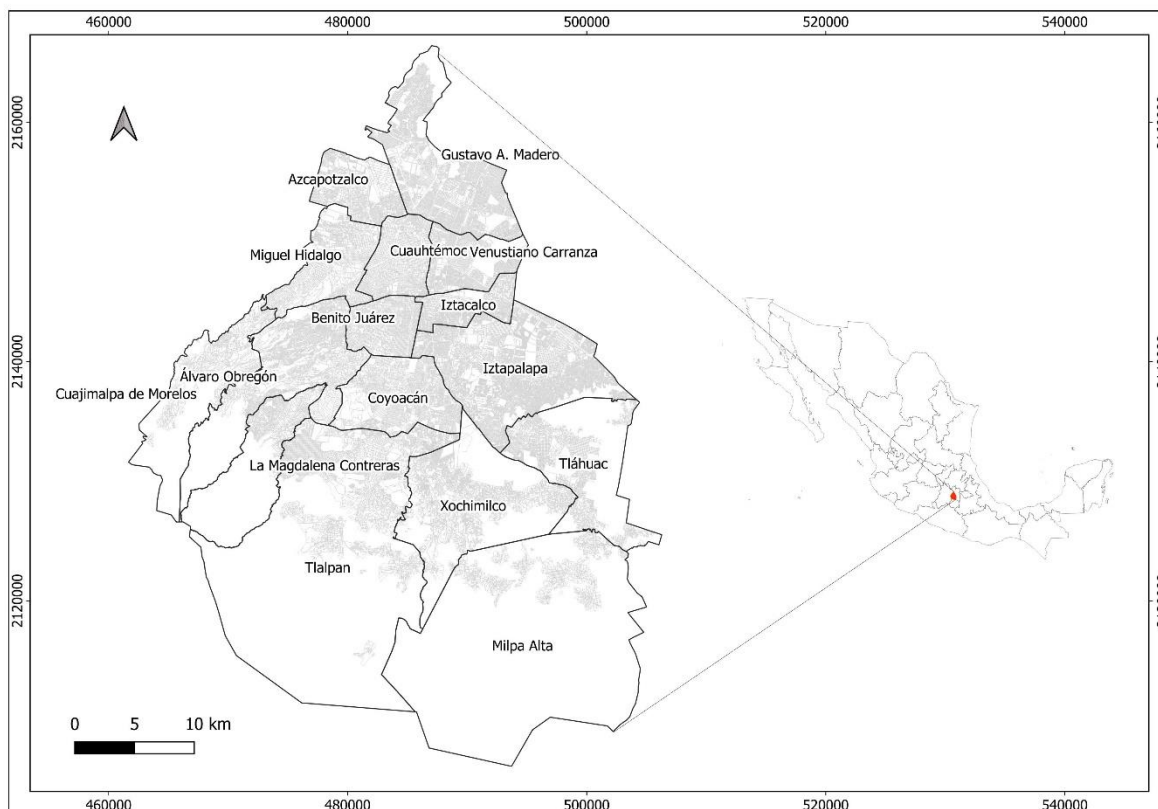 460000 480000 500000 520000 540000
2160000
Gustavo A. Madero
Azcapotzalco
Miguel Hidalgo
Cuauhtémoc
Venustiano Carranza
Iztacalco
Benito Juárez
2140000
Iztapalapa
Álvaro Obregón
Cuajimalpa de Morelos
Coyoacán
La Magdalena Contreras
Tláhuac
Xochimilco
Tlalpan
2120000
Milpa Alta
0 5 10 km
460000 480000 500000 520000 540000